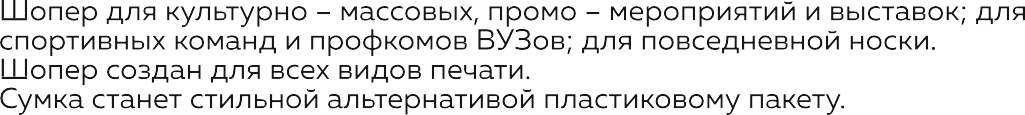 Шопер для культурно – массовых, промо – мероприятий и выставок; для
спортивных команд и профкомов ВУЗов; для повседневной носки.
Шопер создан для всех видов печати.
Сумка станет стильной альтернативой пластиковому пакету.